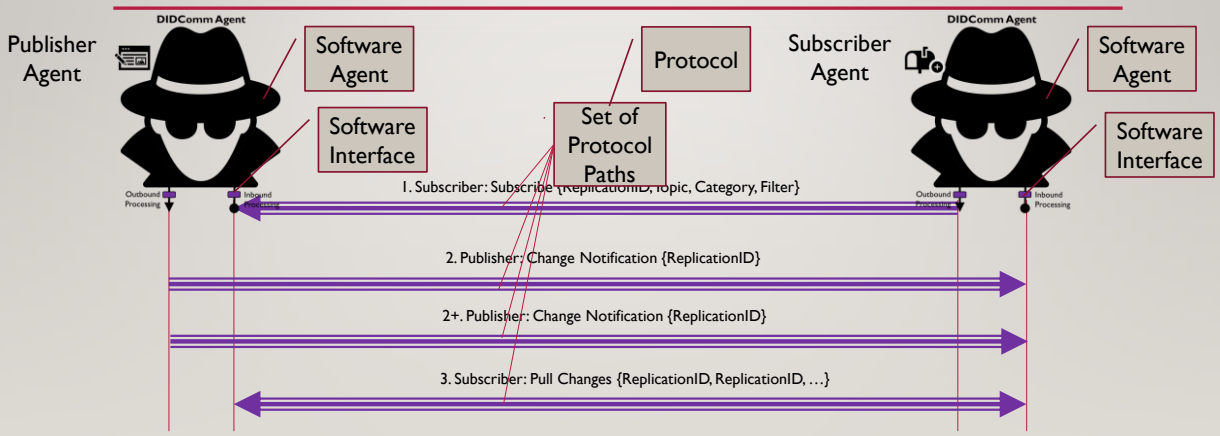 DIDComm Agent
DIDComm Agent
Publisher
Agent
Software
Agent
Protocol
Subscriber
Agent
Software
Agent
Set of
Protocol
Paths
Software
Interface
Software
Interface
1. Subscriber: Subscribe {ReplicationID, Topic, Category, Filter}
Outbound
Processing
Inbound
Processing
Outbound
Processing
Inbound
Processing
2. Publisher: Change Notification {ReplicationID}
2+. Publisher: Change Notification {ReplicationID}
3. Subscriber: Pull Changes {ReplicationID, ReplicationID, …}